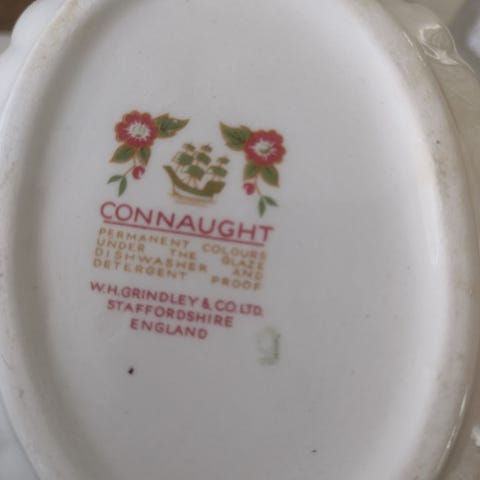 CONNAUGHT
PERMANENT COLOURS
UNDER THE GLAZE
DISHWASHER AND
DETERGENT PROOF
W.H.GRINDLEY & CO.LTD.
STAFFORDSHIRE
ENGLAND
g